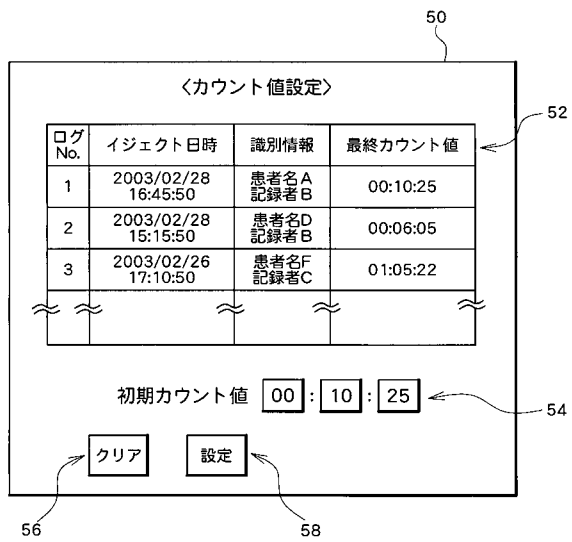 50
〈カウント値設定〉
52
ログ
No.
イジェクト日時
識別情報
最終カウント値
1
2003/02/28
16:45:50
患者名A
記録者B
00:10:25
2
2003/02/28
15:15:50
患者名D
記録者B
00:06:05
3
2003/02/26
17:10:50
患者名F
記録者C
01:05:22
初期カウント値 00 : 10 : 25
54
クリア 設定
56 58